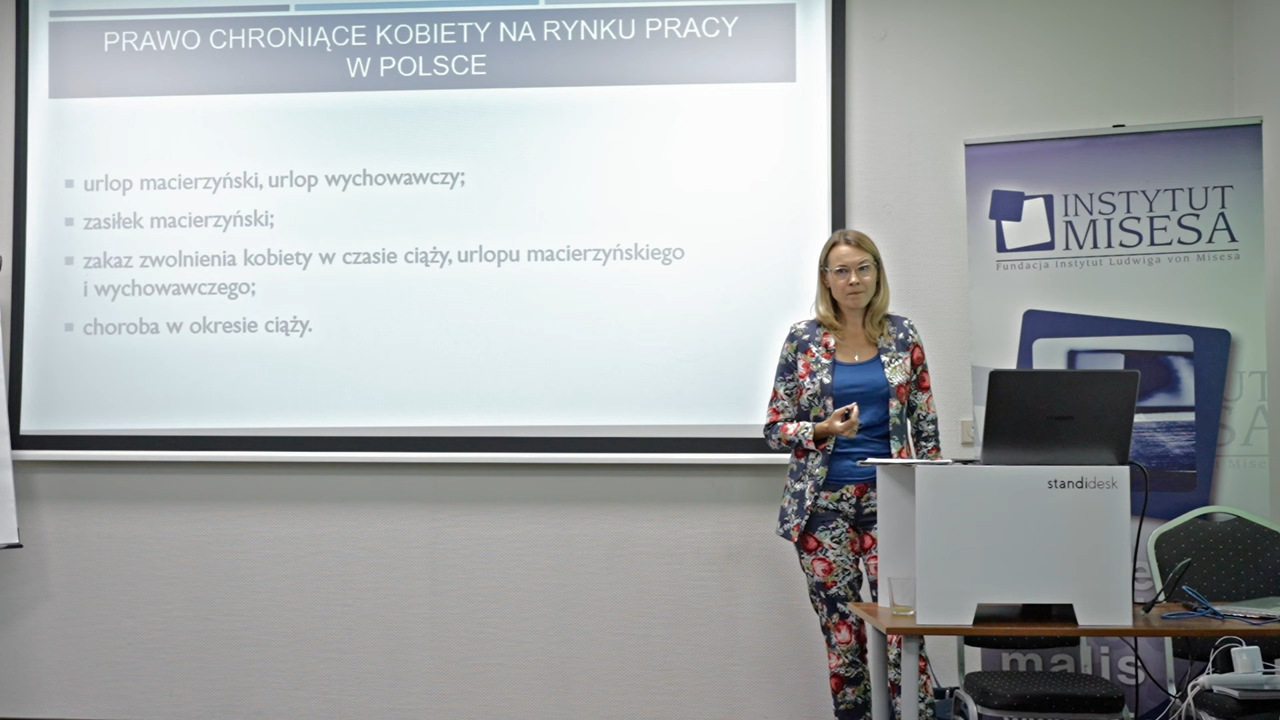 PRAWO CHRONIĄCE KOBIETY NA RYNKU PRACY
W POLSCE
urlop macierzyński, urlop wychowawczy;
zasiłek macierzyński;
zakaz zwolnienia kobiety w czasie ciąży, urlopu macierzyńskiego
i wychowawczego;
choroba w okresie ciąży.
INSTYTUT
MISESA
Fundacja Instytut Ludwiga von Misesa
standidesk
malis